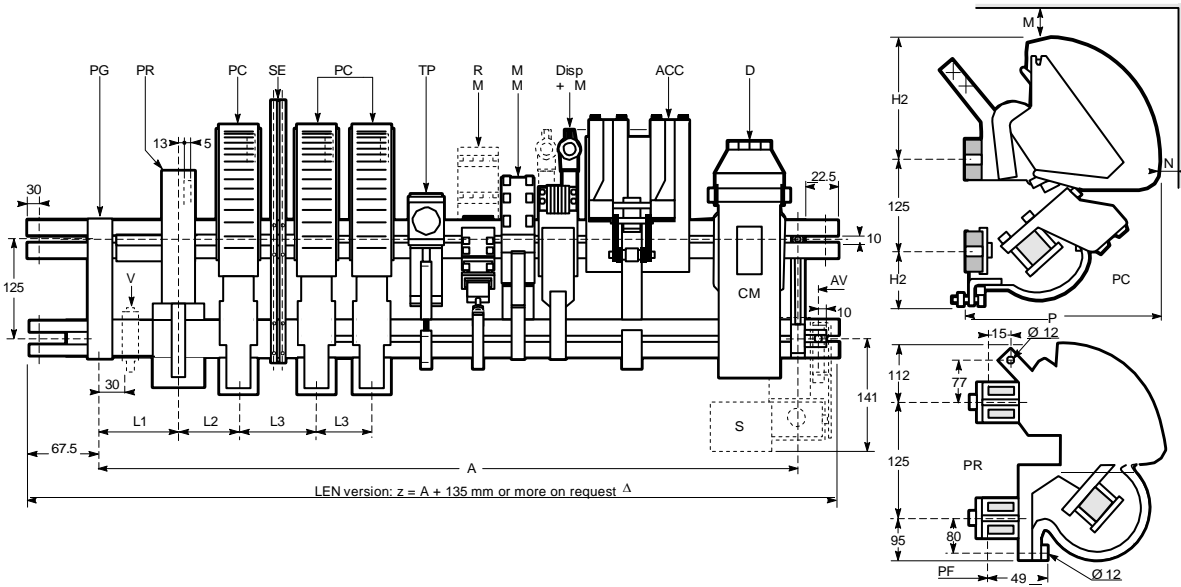 PG PR PC SE PC TP R M M M Disp + M ACC D
13 5
30
22.5
125
10
CM
V
AV
10
30
141
S
L1 L2 L3 L3
67.5
A
LEN version: z = A + 135 mm or more on request Δ
M
H2
N
125
H2
PC
P
15 Ø 12
112
77
125
PR
95
80
PF
49
Ø 12